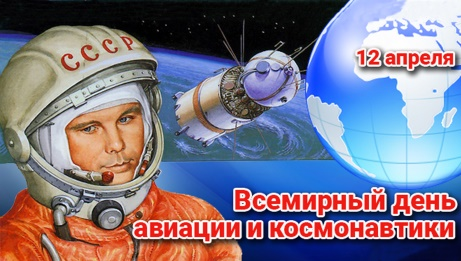 СССР
12 апреля
Всемирный день
авиации и космонавтики